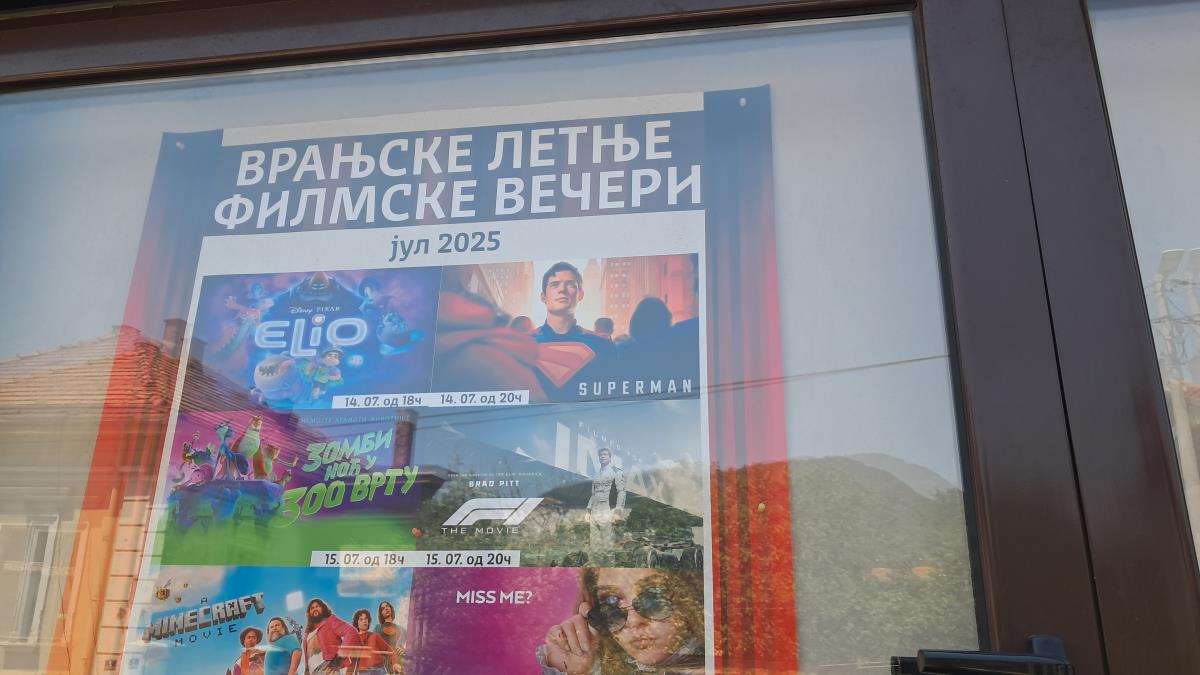 ВРАЊСКЕ ЛЕТЊЕ
ФИЛМСКЕ ВЕЧЕРИ
јул 2025
Disney PIXAR
ELIO
SUPERMAN
14. 07. од 18ч
14. 07. од 20ч
ЗОМБИ
НОЋ У
ЗОО ВРТУ
BRAD PITT
F1
THE MOVIE
15. 07. од 18ч
15. 07. од 20ч
A
MINECRAFT
MOVIE
MISS ME?